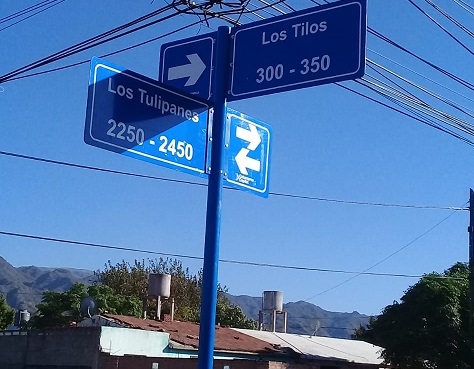 Los Tilos
300 - 350
Los Tulipanes
2250 - 2450